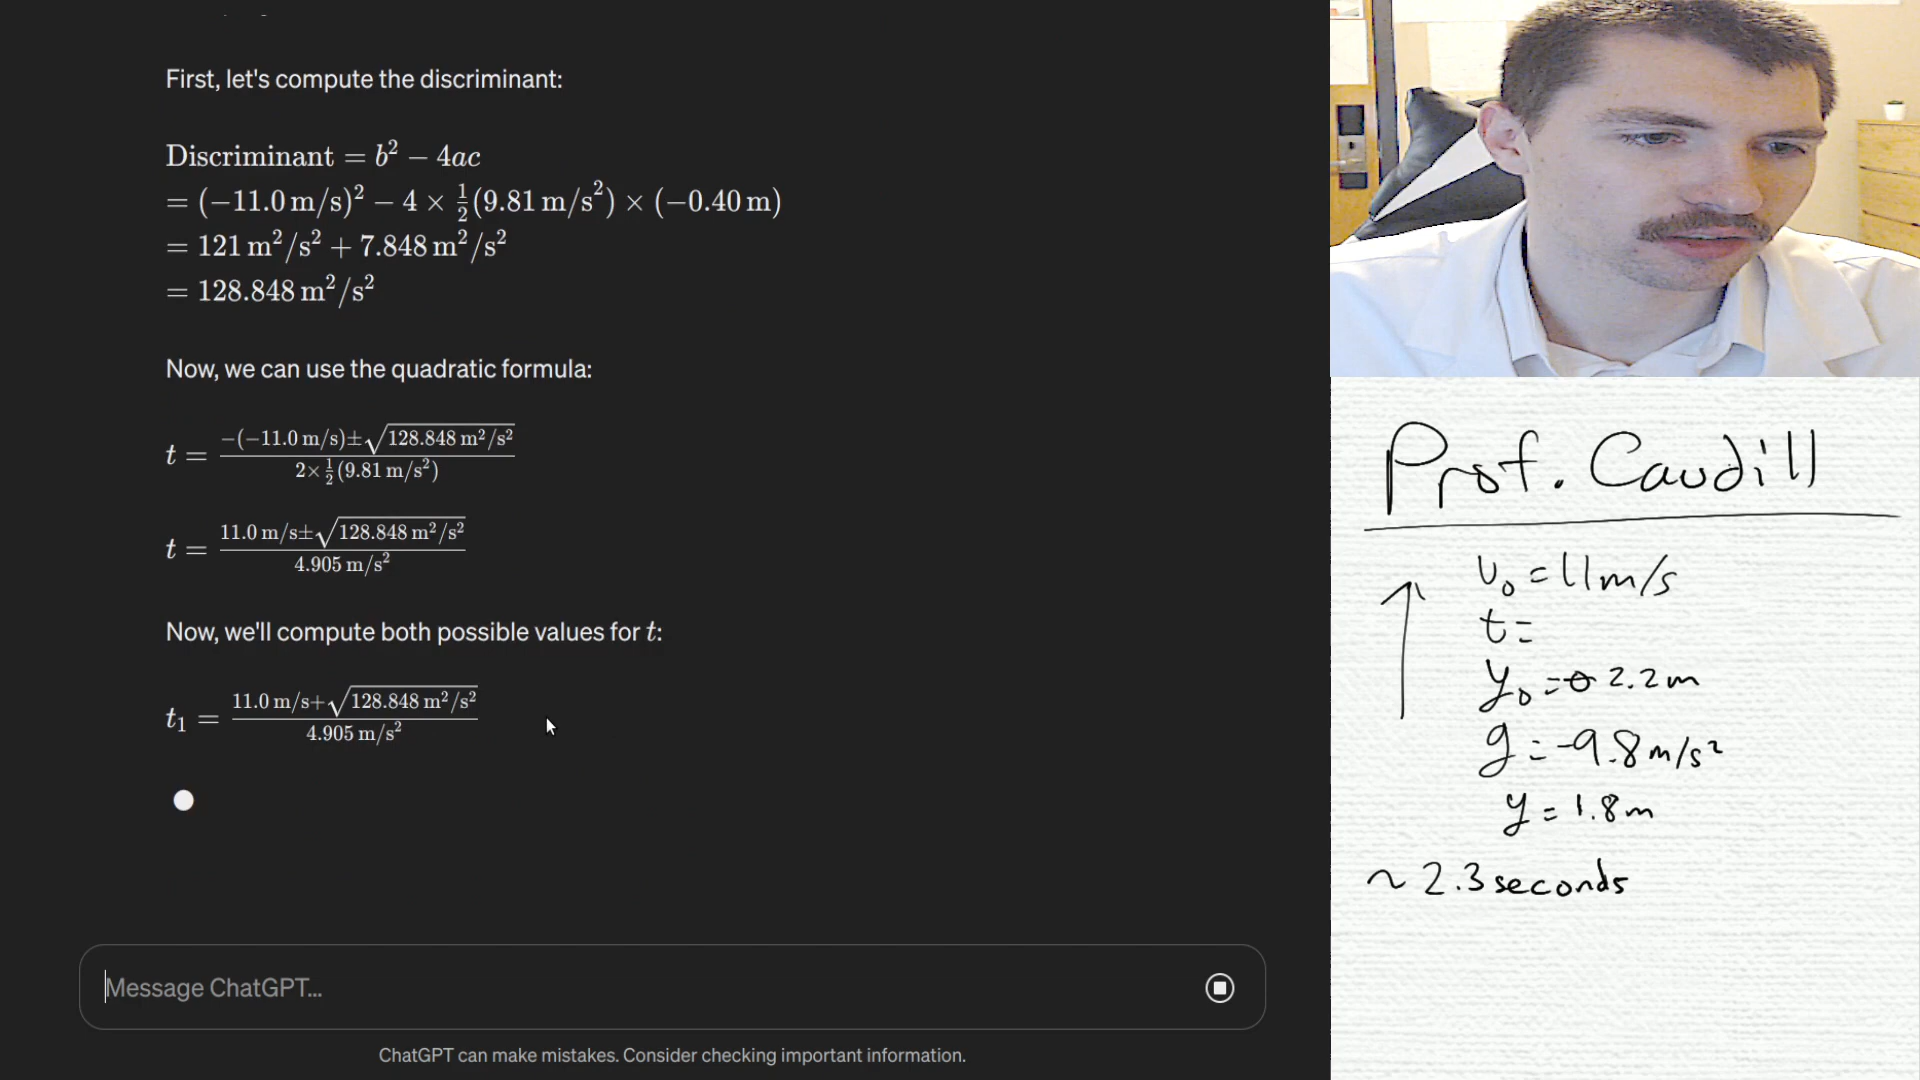 First, let's compute the discriminant:
Discriminant = b² − 4ac
= (−11.0 m/s)² − 4 × ½(9.81 m/s²) × (−0.40 m)
= 121 m²/s² + 7.848 m²/s²
= 128.848 m²/s²
Now, we can use the quadratic formula:
t = −(−11.0 m/s)±√128.848 m²/s² / 2×½(9.81 m/s²)
t = 11.0 m/s±√128.848 m²/s² / 4.905 m/s²
Now, we'll compute both possible values for t:
t₁ = 11.0 m/s+√128.848 m²/s² / 4.905 m/s²
Message ChatGPT...
ChatGPT can make mistakes. Consider checking important information.
Prof. Caudill
v₀ = 11m/s
t =
y₀ = 0 2.2m
g = -9.8m/s²
y = 1.8m
~ 2.3 seconds